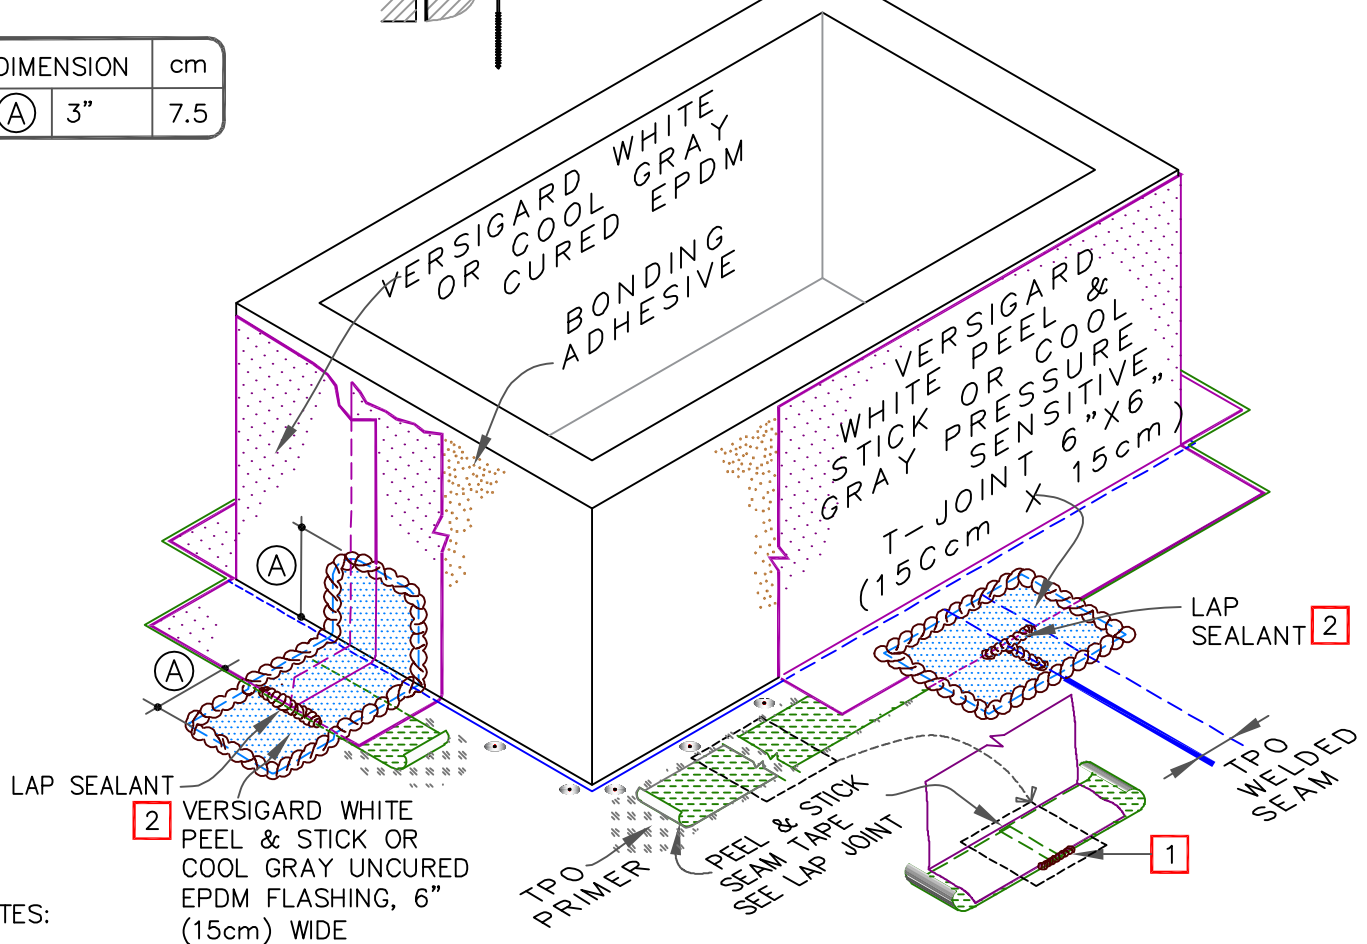 DIMENSION cm
A 3" 7.5
VERSIGARD WHITE
OR COOL GRAY
CURED EPDM
BONDING
ADHESIVE
VERSIGARD
WHITE PEEL &
STICK OR COOL
GRAY PRESSURE
SENSITIVE
T-JOINT 6"X6"
(15Ccm X 15cm)
A
A
LAP
SEALANT 2
LAP SEALANT
2 VERSIGARD WHITE
PEEL & STICK OR
COOL GRAY UNCURED
EPDM FLASHING, 6"
(15cm) WIDE
TPO
PRIMER
PEEL & STICK
SEAM TAPE
SEE LAP JOINT
TPO
WELDED
SEAM
1
TES: